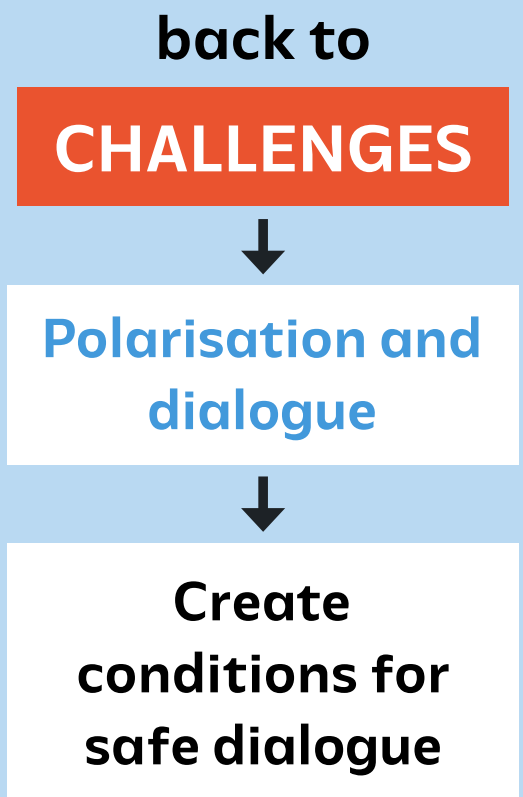 back to
CHALLENGES
Polarisation and
dialogue
Create
conditions for
safe dialogue